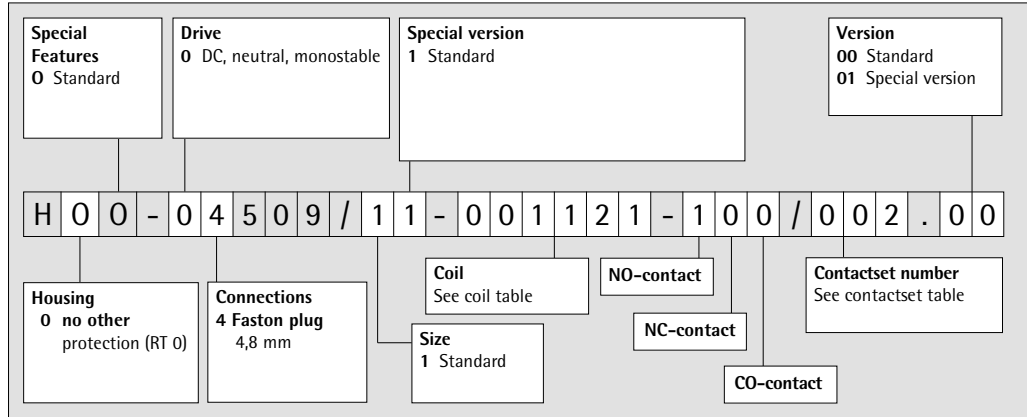 Special
Features
O Standard
Drive
0 DC, neutral, monostable
Special version
1 Standard
Version
00 Standard
01 Special version
H O O - 0 4 5 0 9 / 1 1 - 0 0 1 1 2 1 - 1 0 0 / 0 0 2 . 0 0
Housing
0 no other
protection (RT 0)
Connections
4 Faston plug
4,8 mm
Coil
See coil table
Size
1 Standard
NO-contact
NC-contact
CO-contact
Contactset number
See contactset table